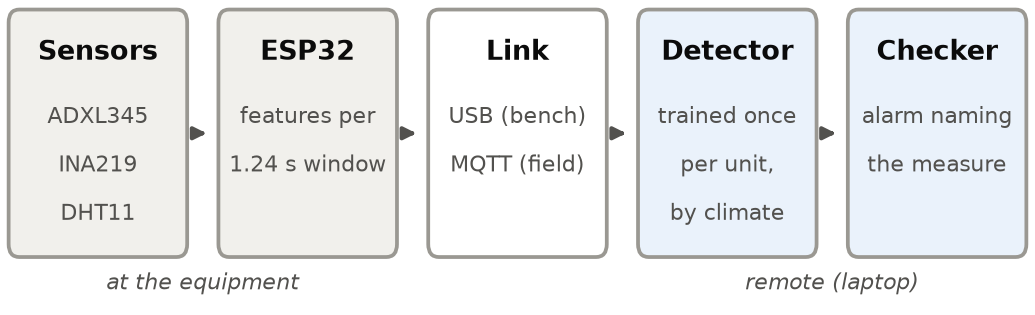 Sensors
ADXL345
INA219
DHT11
ESP32
features per
1.24 s window
Link
USB (bench)
MQTT (field)
Detector
trained once
per unit,
by climate
Checker
alarm naming
the measure
at the equipment
remote (laptop)